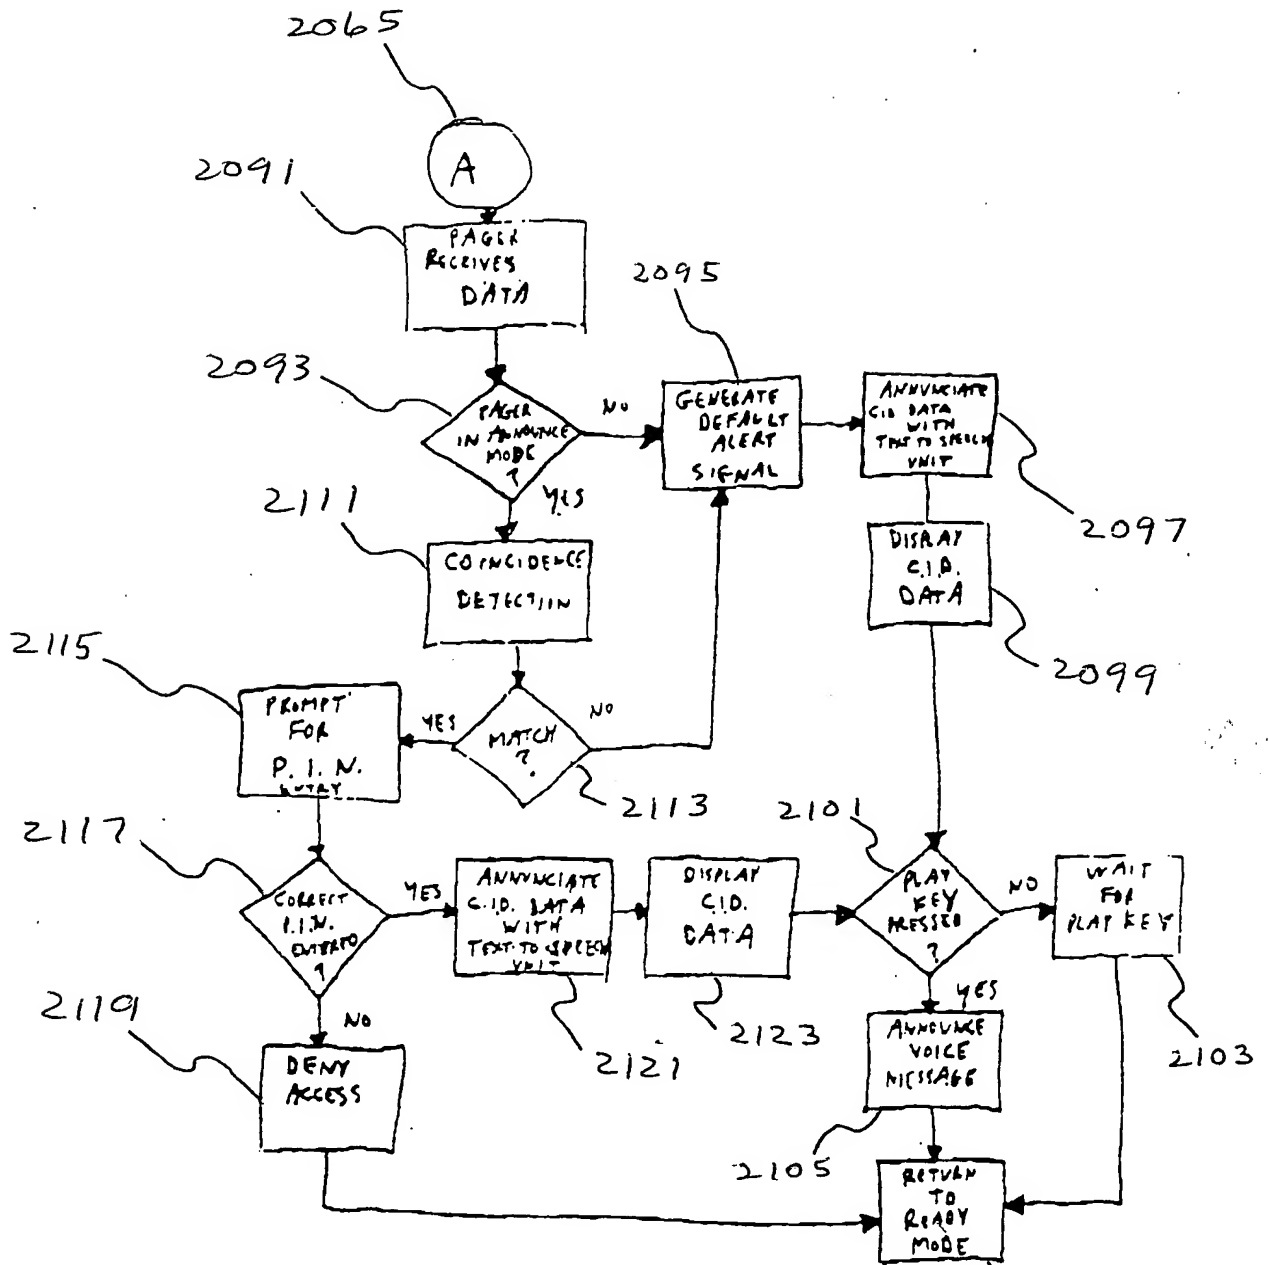 2065
A
2091
PAGER
RECEIVES
DATA
2095
2093
PAGER
IN ANNOUNCE
MODE
?
NO
YES
GENERATE
DEFAULT
ALERT
SIGNAL
ANNUNCIATE
C.I.D. DATA
WITH
TEXT TO SPEECH
UNIT
2097
2111
COINCIDENCE
DETECTION
DISPLAY
C.I.D.
DATA
2099
2115
PROMPT
FOR
P. I. N.
ENTRY
YES
MATCH
?
NO
2113
2117
CORRECT
P.I.N.
ENTERED
?
YES
NO
ANNUNCIATE
C.I.D. DATA
WITH
TEXT TO SPEECH
UNIT
2121
DISPLAY
C.I.D.
DATA
2123
2101
PLAY
KEY
PRESSED
?
NO
YES
WAIT
FOR
PLAY KEY
2103
2119
DENY
ACCESS
ANNOUNCE
VOICE
MESSAGE
2105
RETURN
TO
READY
MODE